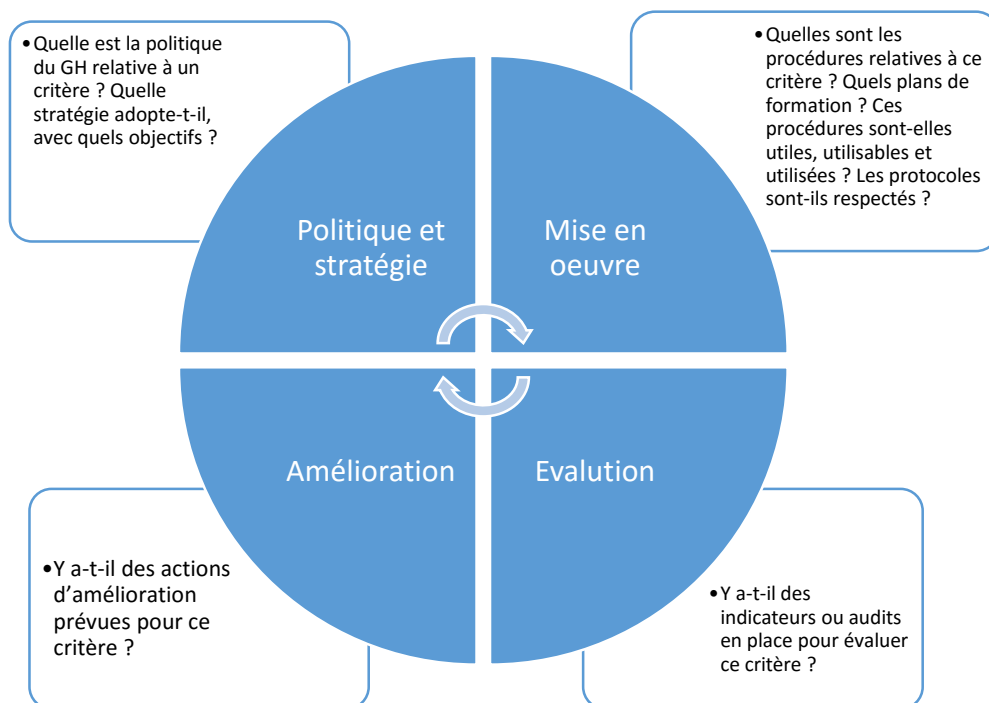 •Quelle est la politique
du GH relative à un
critère ? Quelle
stratégie adopte-t-il,
avec quels objectifs ?
•Quelles sont les
procédures relatives à ce
critère ? Quels plans de
formation ? Ces
procédures sont-elles
utiles, utilisables et
utilisées ? Les protocoles
sont-ils respectés ?
Politique et
stratégie
Mise en
oeuvre
Amélioration
Evalution
•Y a-t-il des actions
d’amélioration
prévues pour ce
critère ?
•Y a-t-il des
indicateurs ou audits
en place pour évaluer
ce critère ?